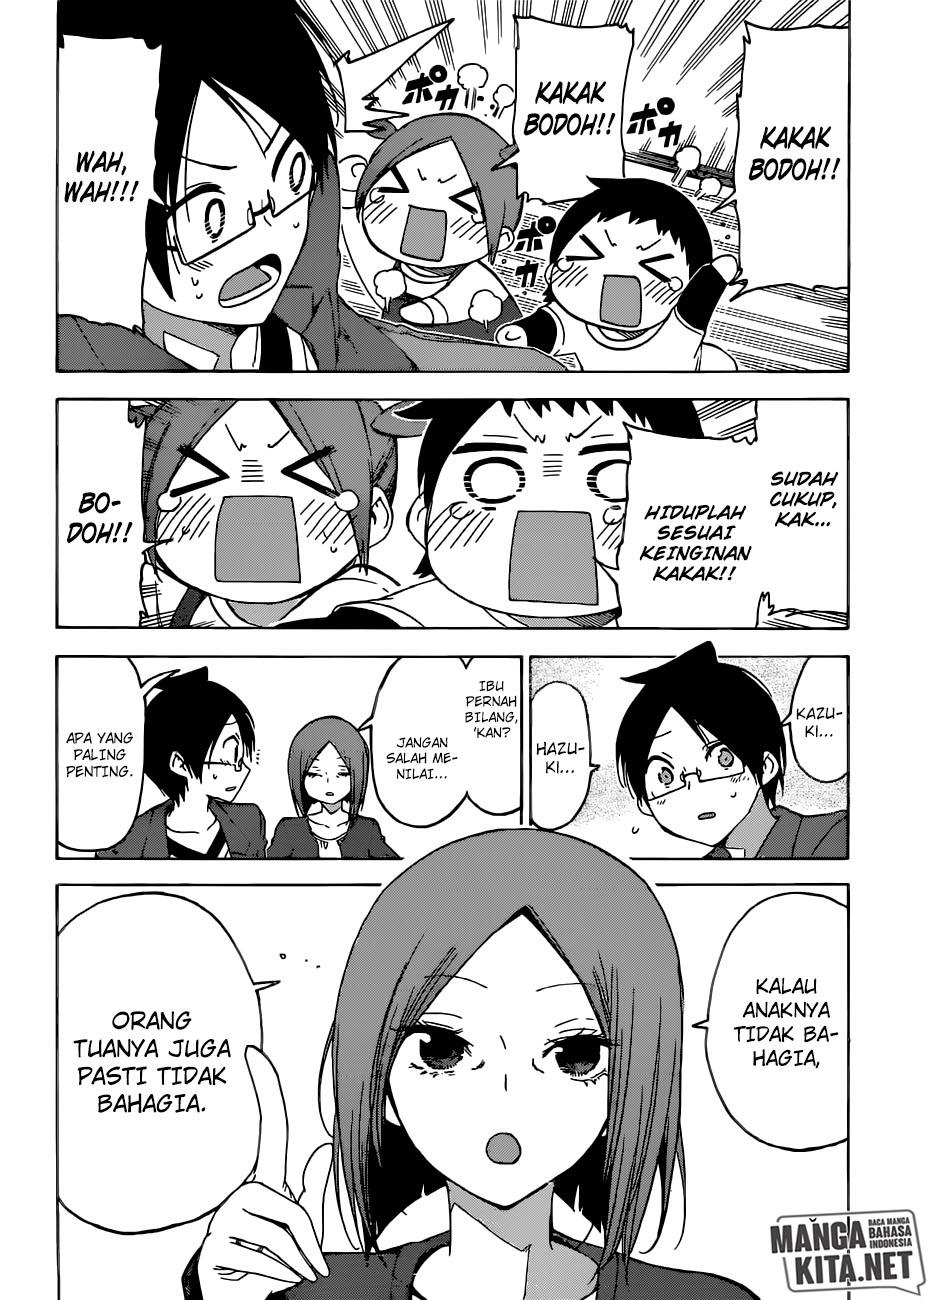 KAKAK
BODOH!!
KAKAK
BODOH!!
ポカ
ポカ
ポカ
WAH,
WAH!!!
SUDAH
CUKUP,
KAK...
HIDUPLAH
SESUAI
KEINGINAN
KAKAK!!
BO-
DOH!!
KAZU-
KI...
HAZU-
KI...
IBU
PERNAH
BILANG,
'KAN?
JANGAN
SALAH ME-
NILAI...
APA YANG
PALING
PENTING.
KALAU
ANAKNYA
TIDAK BA-
HAGIA,
ORANG
TUANYA JUGA
PASTI TIDAK
BAHAGIA.
MANGA
KITA.NET
BACA MANGA
BAHASA
INDONESIA